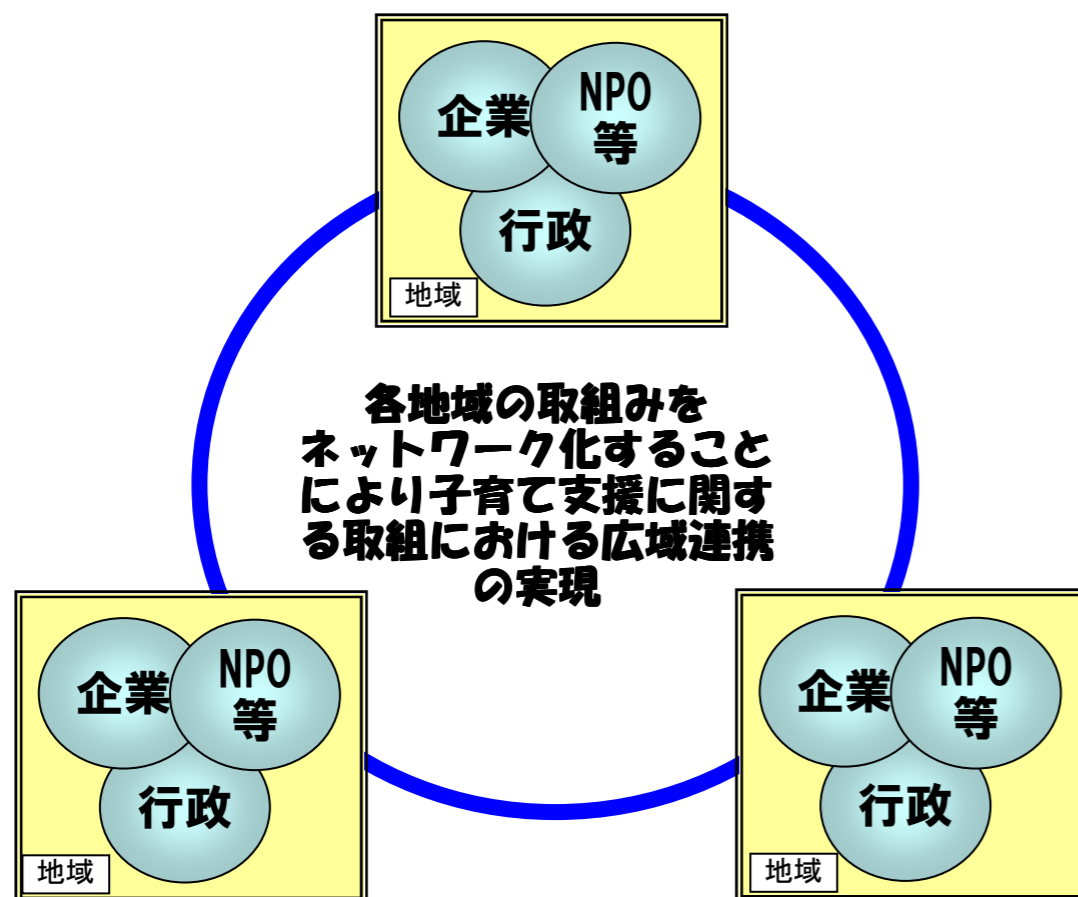 企業
NPO
等
行政
地域
各地域の取組みを
ネットワーク化すること
により子育て支援に関す
る取組における広域連携
の実現
企業
NPO
等
行政
地域
企業
NPO
等
行政
地域